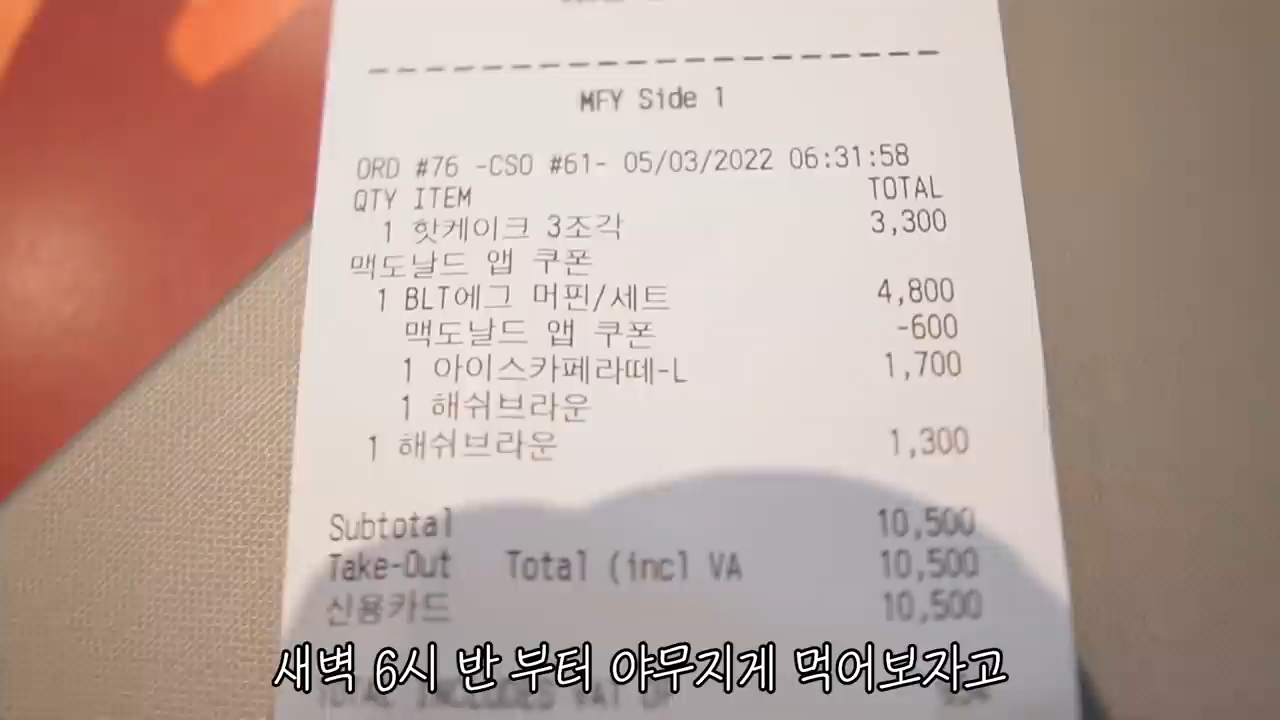 MFY Side 1
ORD #76 -CSO #61- 05/03/2022 06:31:58
QTY ITEM TOTAL
1 핫케이크 3조각 3,300
맥도날드 앱 쿠폰
1 BLT에그 머핀/세트 4,800
맥도날드 앱 쿠폰 -600
1 아이스카페라떼-L 1,700
1 해쉬브라운
1 해쉬브라운 1,300
Subtotal 10,500
Take-Out Total (incl VA 10,500
신용카드 10,500
새벽 6시 반 부터 야무지게 먹어보자고
TOTAL INCLUDES VAT OF